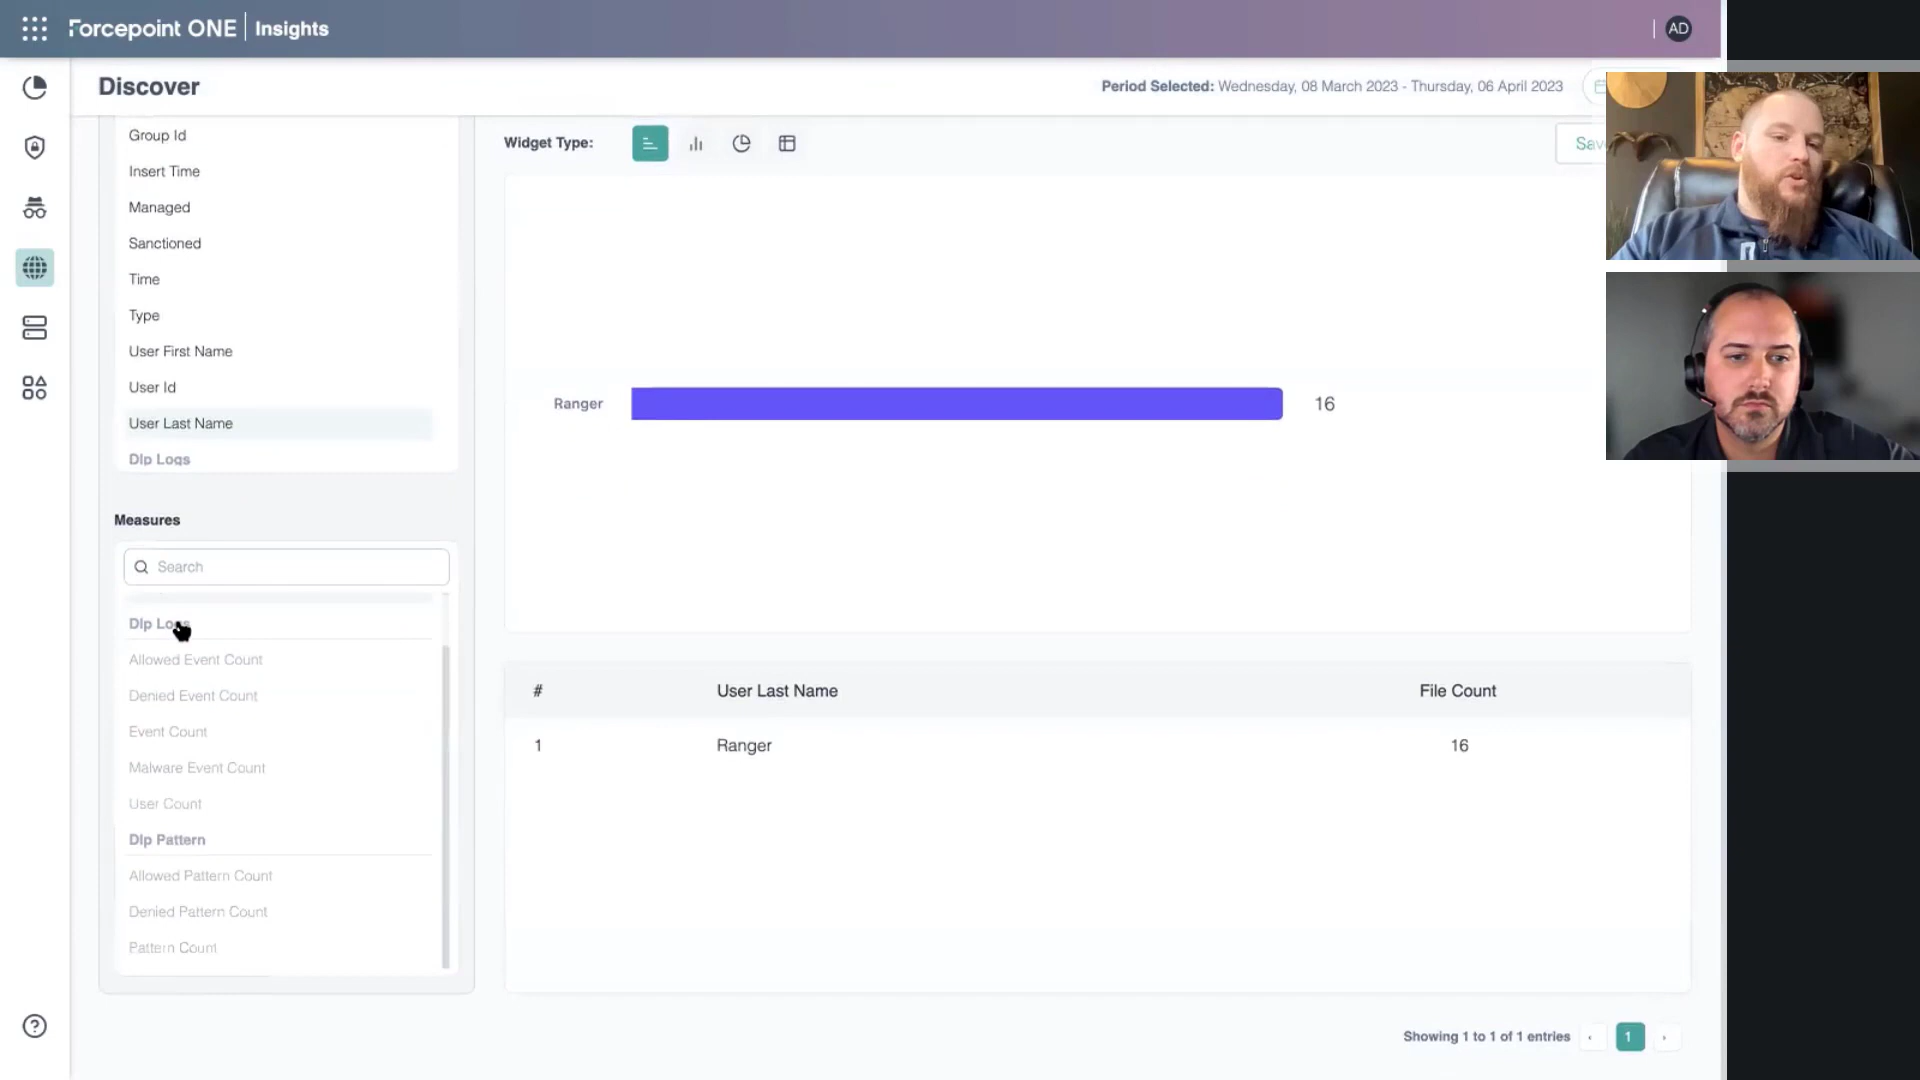 Forcepoint ONE Insights
AD
Discover
Period Selected: Wednesday, 08 March 2023 - Thursday, 06 April 2023
Group Id
Insert Time
Managed
Sanctioned
Time
Type
User First Name
User Id
User Last Name
Dlp Logs
Widget Type:
Ranger
16
Measures
Search
Dlp Logs
Allowed Event Count
Denied Event Count
Event Count
Malware Event Count
User Count
Dlp Pattern
Allowed Pattern Count
Denied Pattern Count
Pattern Count
# User Last Name File Count
1 Ranger 16
Showing 1 to 1 of 1 entries
1